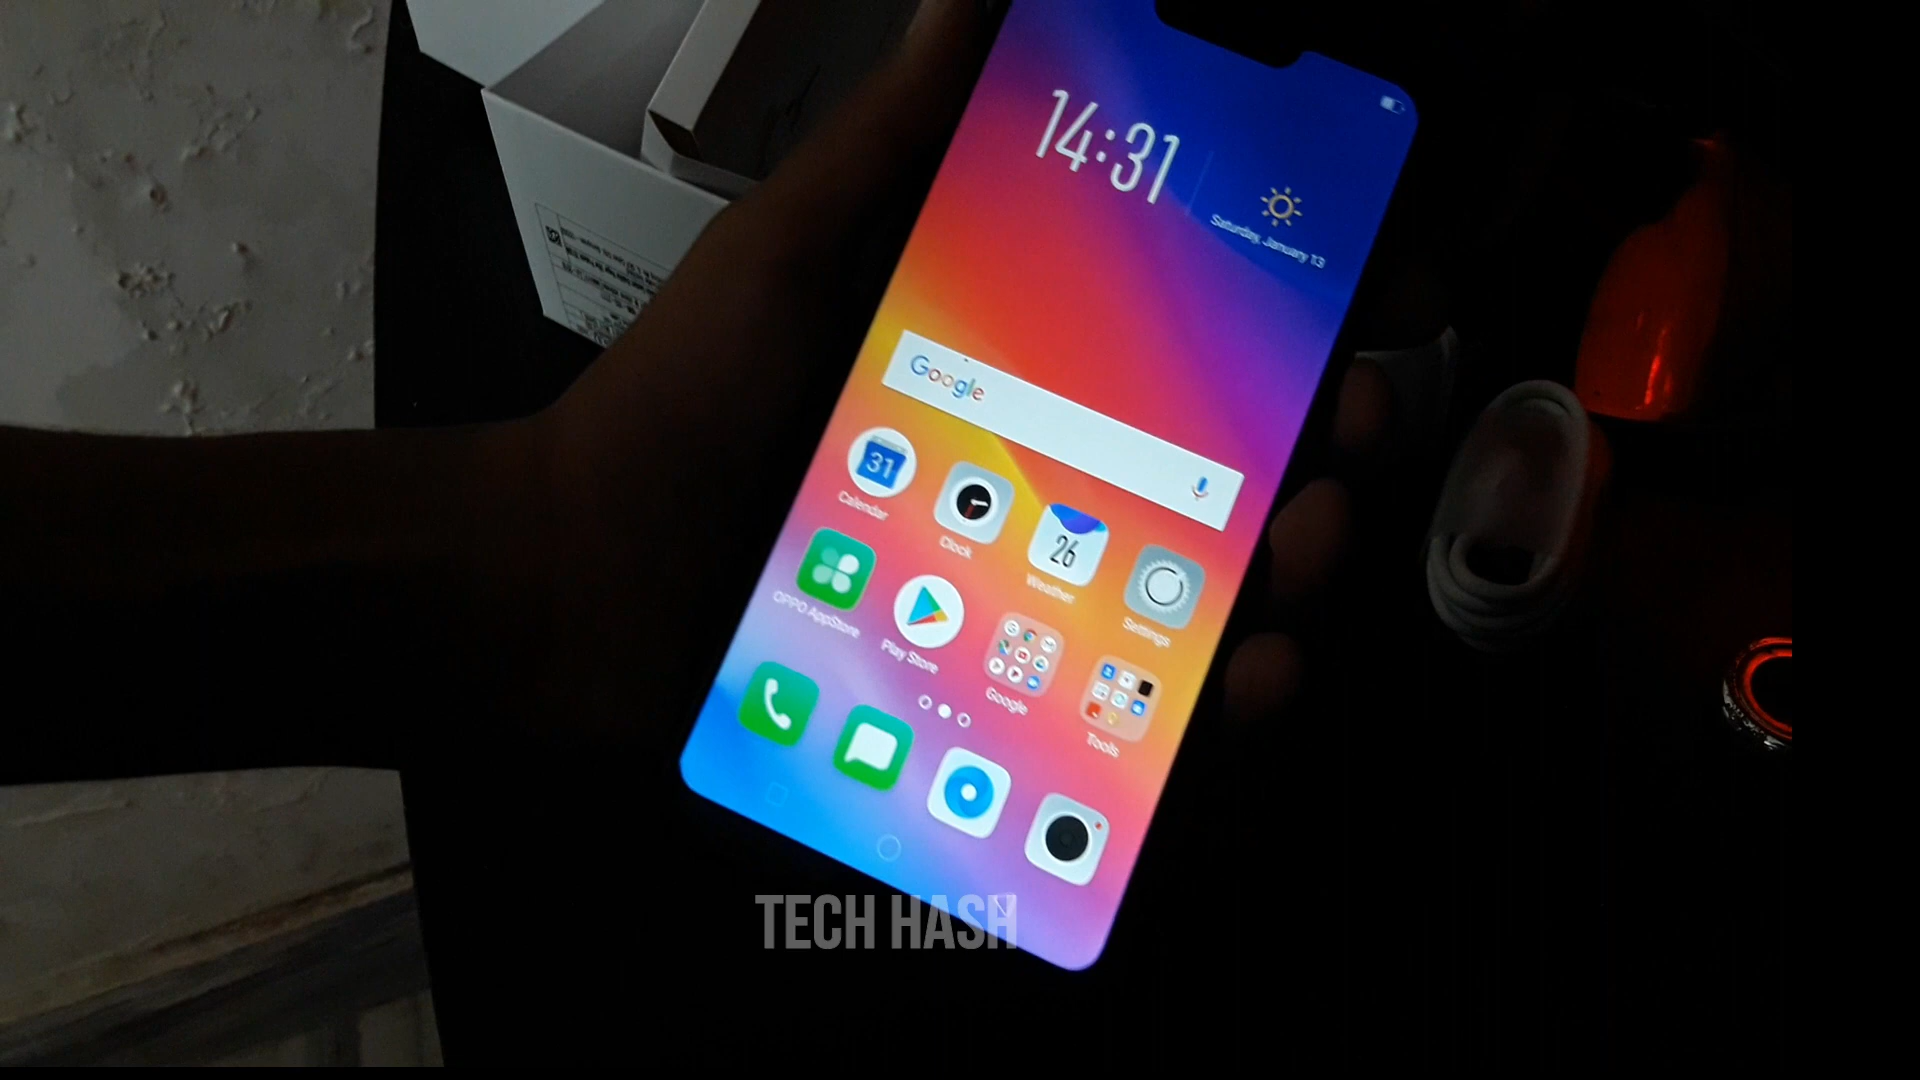 14:31
Saturday, January 13
Google
31
Calendar
Clock
26
Weather
Settings
OPPO AppStore
Play Store
Google
Tools
TECH HASH